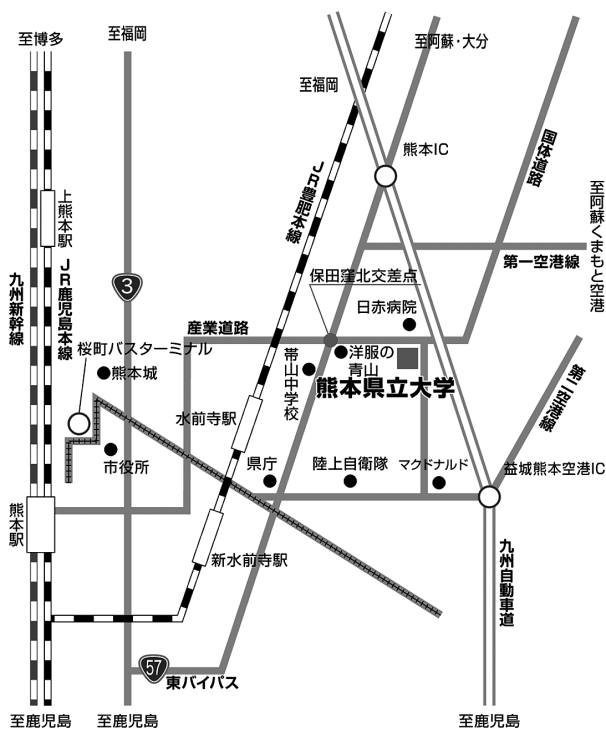 至博多
至福岡
至阿蘇・大分
至福岡
熊本IC
国体道路
JR豊肥本線
上熊本駅
至阿蘇くまもと空港
第一空港線
保田窪北交差点
3
九州新幹線
JR鹿児島本線
日赤病院
産業道路
桜町バスターミナル
洋服の
青山
帯山中学校
熊本城
熊本県立大学
第二空港線
水前寺駅
市役所
県庁
陸上自衛隊
マクドナルド
益城熊本空港IC
熊本駅
新水前寺駅
九州自動車道
57
東バイパス
至鹿児島
至鹿児島
至鹿児島